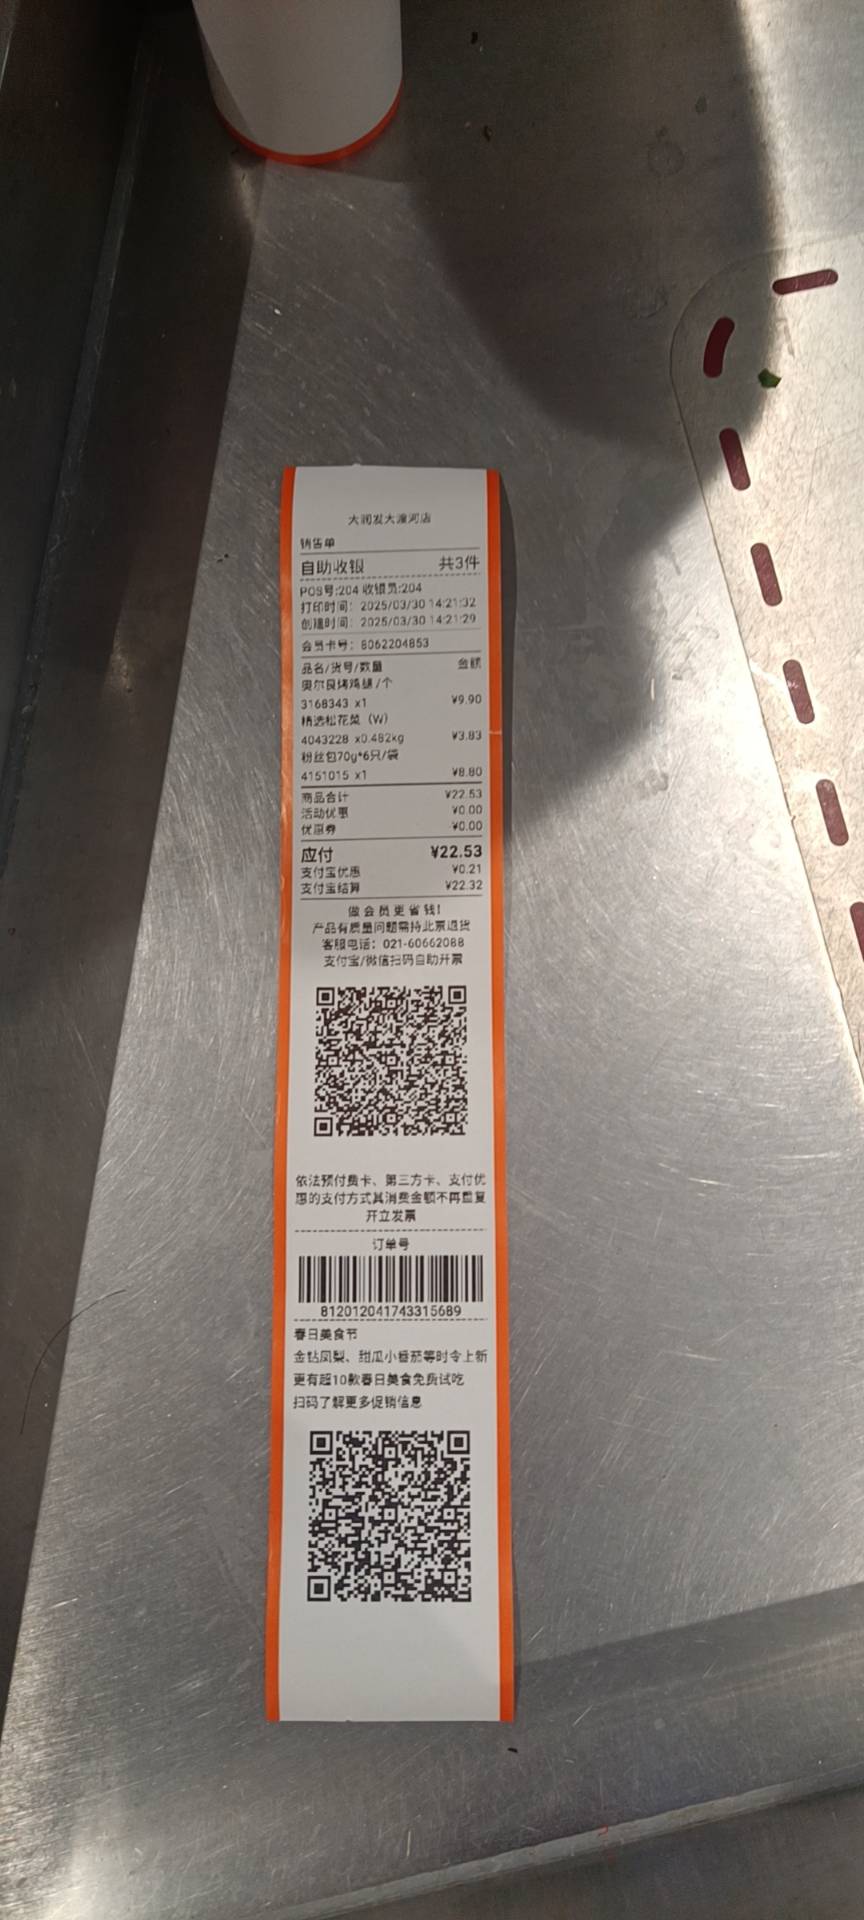 大润发大渡河店
销售单
自助收银 共3件
POS号:204 收银员:204
打印时间: 2025/03/30 14:21:32
创建时间: 2025/03/30 14:21:29
会员卡号: 8062204853
品名/货号/数量 金额
奥尔良烤鸡腿/个
3168343 x1 ¥9.90
精选松花菜 (W)
4043228 x0.482kg ¥3.83
粉丝包70g*6只/袋
4151015 x1 ¥8.80
商品合计 ¥22.53
活动优惠 ¥0.00
优惠券 ¥0.00
应付 ¥22.53
支付宝优惠 ¥0.21
支付宝结算 ¥22.32
做会员更省钱!
产品有质量问题需持此票退货
客服电话: 021-60662088
支付宝/微信扫码自助开票
依法预付费卡、第三方卡、支付优
惠的支付方式其消费金额不再重复
开立发票
订单号
812012041743315689
春日美食节
金钻凤梨、甜瓜小番茄等时令上新
更有超10款春日美食免费试吃
扫码了解更多促销信息